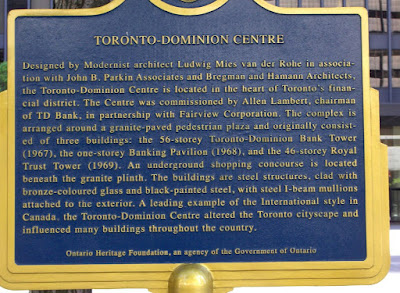 TORONTO-DOMINION CENTRE
Designed by Modernist architect Ludwig Mies van der Rohe in associa-
tion with John B. Parkin Associates and Bregman and Hamann Architects,
the Toronto-Dominion Centre is located in the heart of Toronto's finan-
cial district. The Centre was commissioned by Allen Lambert, chairman
of TD Bank, in partnership with Fairview Corporation. The complex is
arranged around a granite-paved pedestrian plaza and originally consist-
ed of three buildings: the 56-storey Toronto-Dominion Bank Tower
(1967), the one-storey Banking Pavilion (1968), and the 46-storey Royal
Trust Tower (1969). An underground shopping concourse is located
beneath the granite plinth. The buildings are steel structures, clad with
bronze-coloured glass and black-painted steel, with steel I-beam mullions
attached to the exterior. A leading example of the International style in
Canada, the Toronto-Dominion Centre altered the Toronto cityscape and
influenced many buildings throughout the country.
Ontario Heritage Foundation, an agency of the Government of Ontario